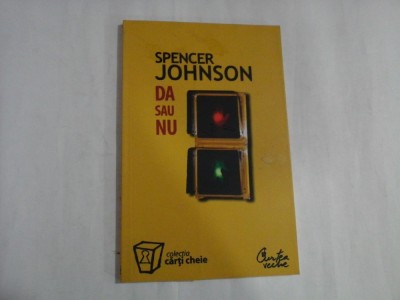 SPENCER
JOHNSON
DA
SAU
NU
colecția
cărți cheie
Curtea
veche